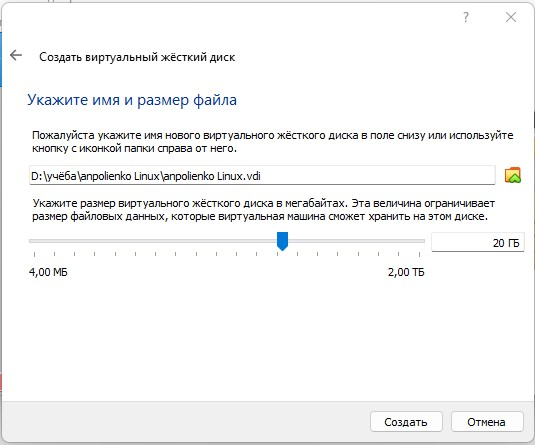 ?
Создать виртуальный жёсткий диск
Укажите имя и размер файла
Пожалуйста укажите имя нового виртуального жёсткого диска в поле снизу или используйте
кнопку с иконкой папки справа от него.
D:\учёба\anpolienko Linux\anpolienko Linux.vdi
Укажите размер виртуального жёсткого диска в мегабайтах. Эта величина ограничивает
размер файловых данных, которые виртуальная машина сможет хранить на этом диске.
20 ГБ
4,00 МБ 2,00 ТБ
Создать Отмена